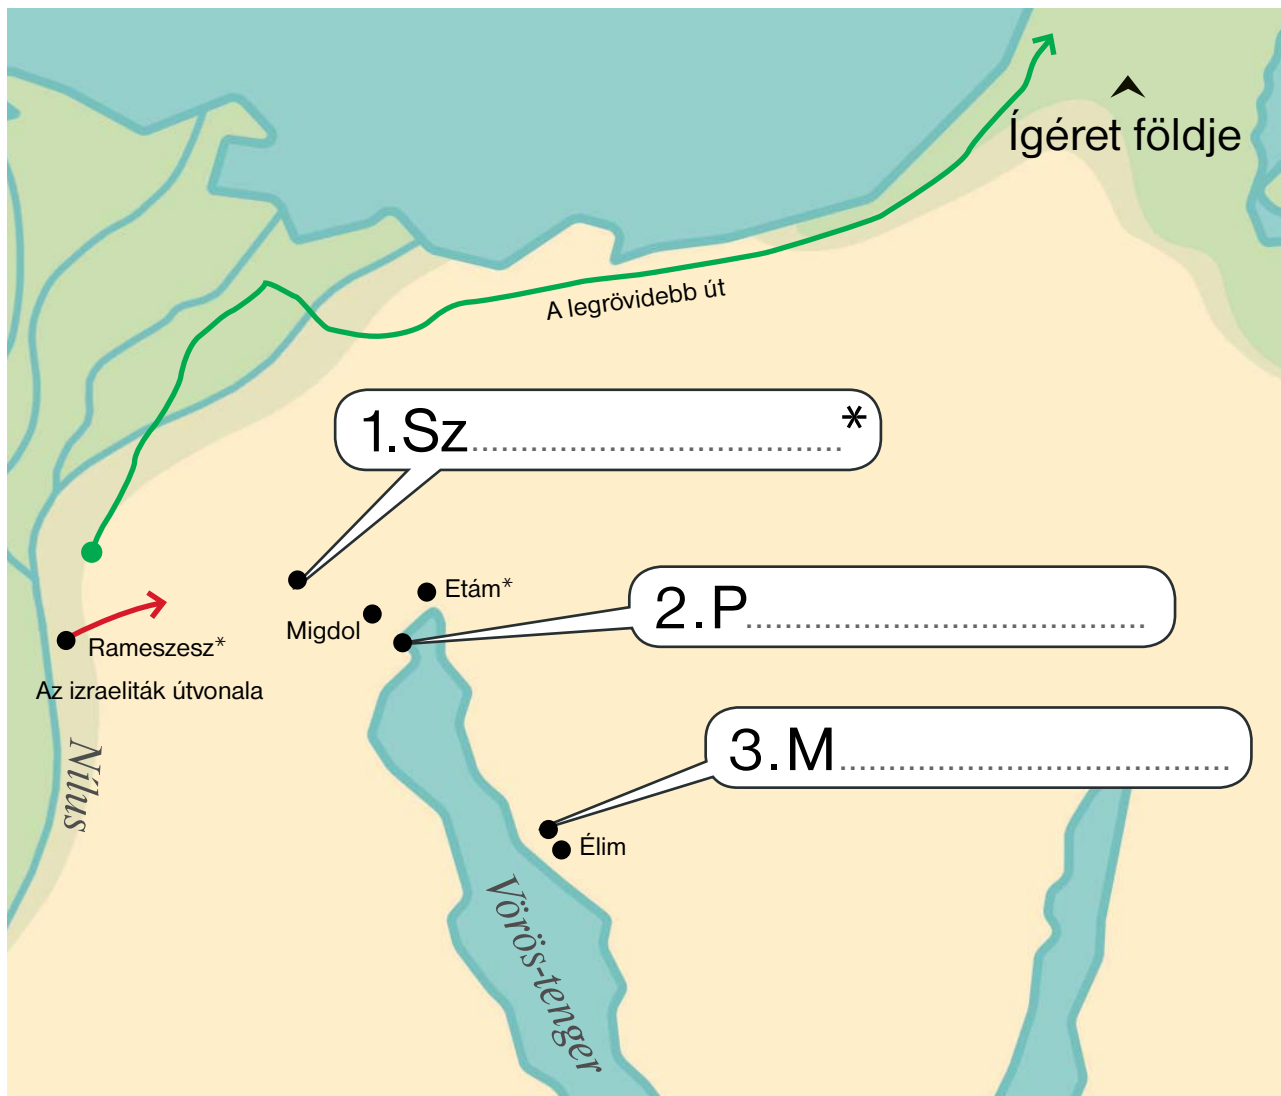 Ígéret földje
A legrövidebb út
1.Sz.....................................*
Etám*
2.P........................................
Migdol
Rameszesz*
Az izraeliták útvonala
3.M.......................................
Nílus
Élim
Vörös-tenger